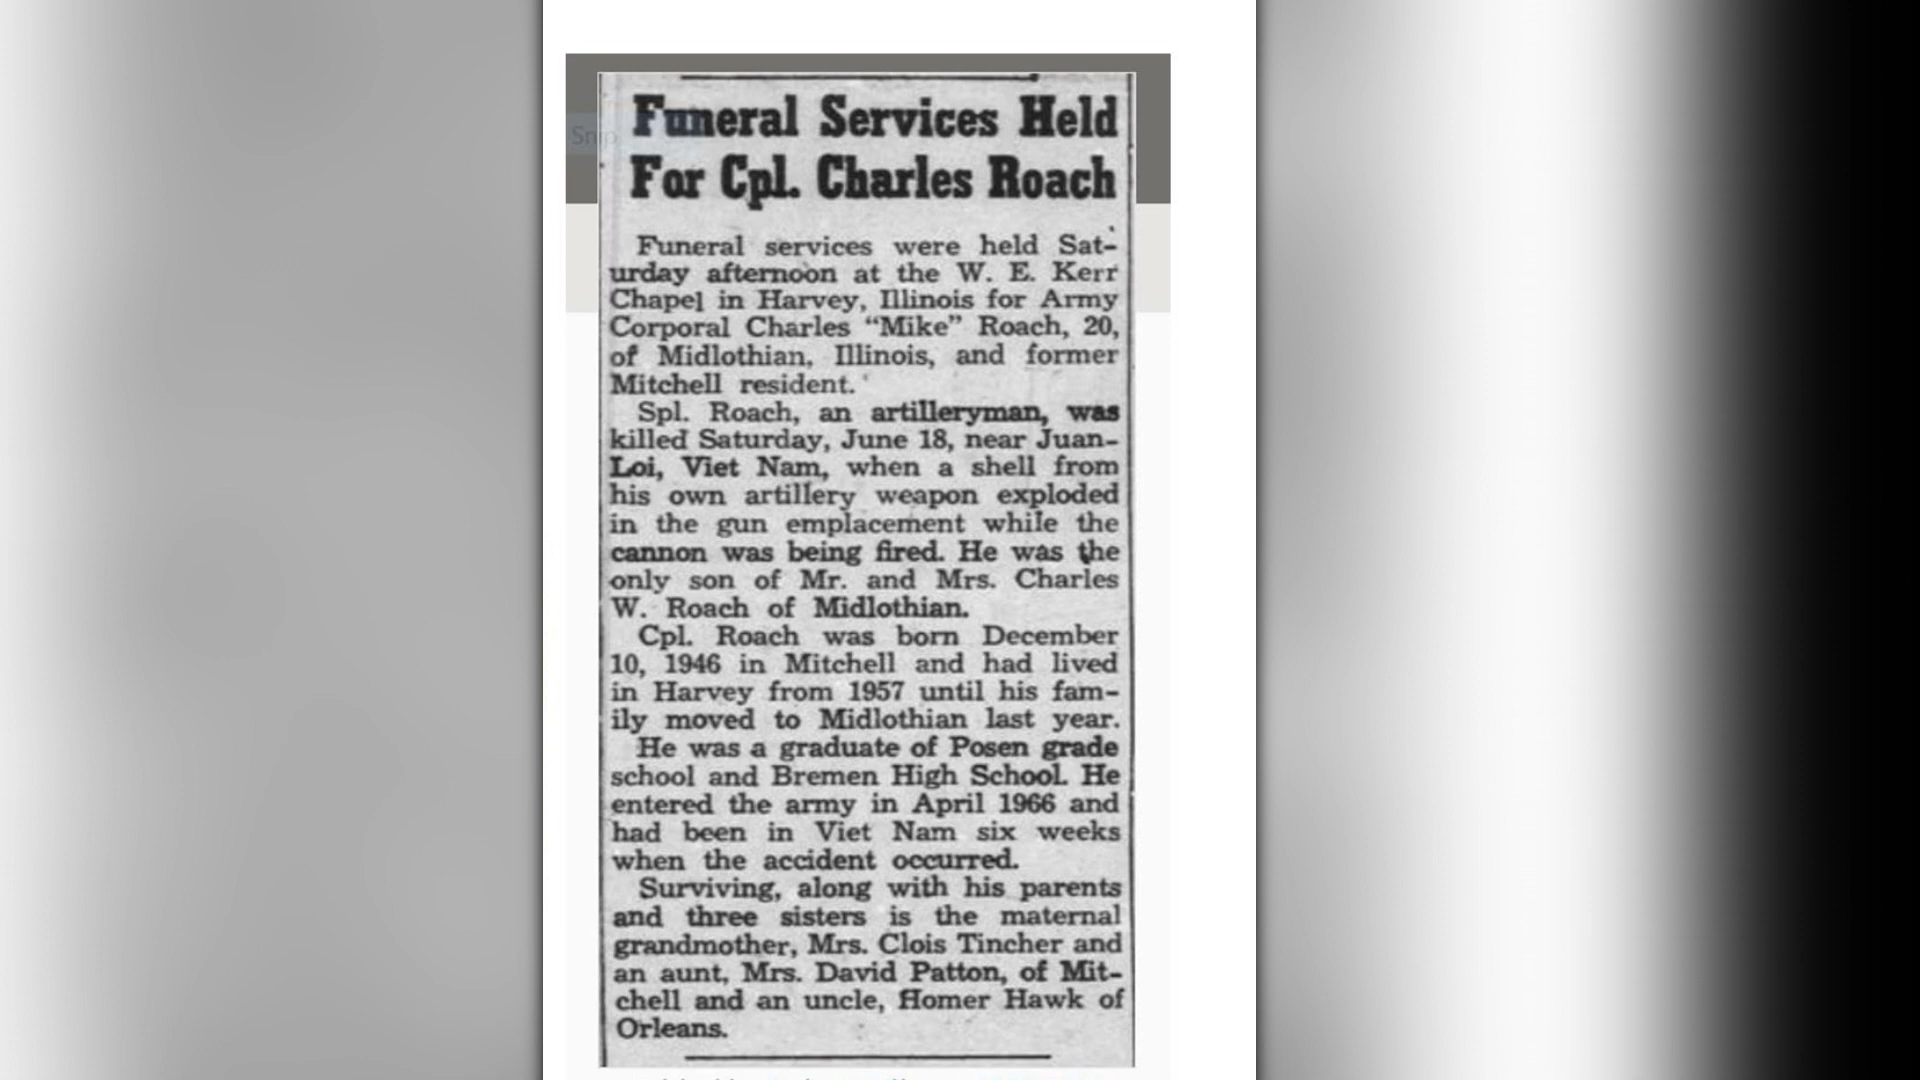 Funeral Services Held
For Cpl. Charles Roach
Funeral services were held Sat-
urday afternoon at the W. E. Kerr
Chapel in Harvey, Illinois for Army
Corporal Charles “Mike” Roach, 20,
of Midlothian, Illinois, and former
Mitchell resident.
Spl. Roach, an artilleryman, was
killed Saturday, June 18, near Juan-
Loi, Viet Nam, when a shell from
his own artillery weapon exploded
in the gun emplacement while the
cannon was being fired. He was the
only son of Mr. and Mrs. Charles
W. Roach of Midlothian.
Cpl. Roach was born December
10, 1946 in Mitchell and had lived
in Harvey from 1957 until his fam-
ily moved to Midlothian last year.
He was a graduate of Posen grade
school and Bremen High School. He
entered the army in April 1966 and
had been in Viet Nam six weeks
when the accident occurred.
Surviving, along with his parents
and three sisters is the maternal
grandmother, Mrs. Clois Tincher and
an aunt, Mrs. David Patton, of Mit-
chell and an uncle, Homer Hawk of
Orleans.